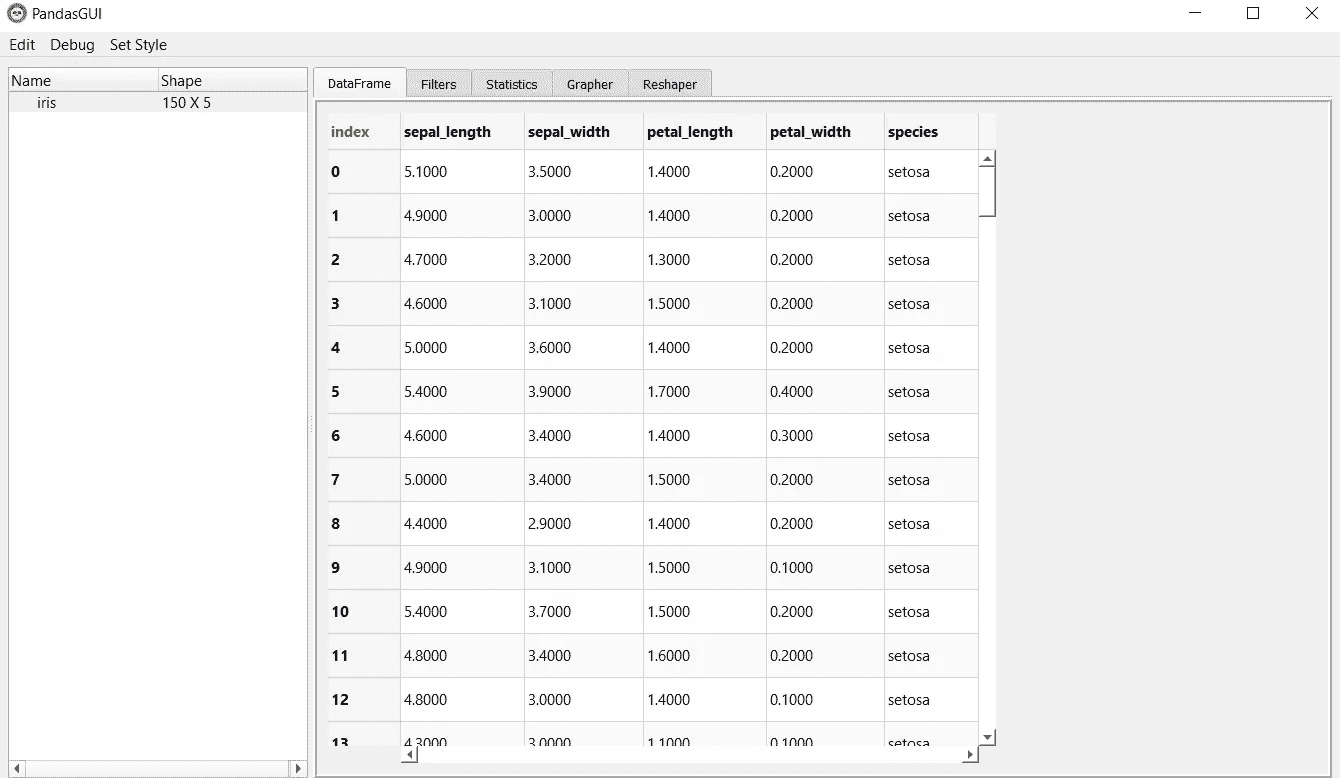 PandasGUI
Edit Debug Set Style
Name Shape
iris 150 X 5
DataFrame Filters Statistics Grapher Reshaper
index sepal_length sepal_width petal_length petal_width species
0 5.1000 3.5000 1.4000 0.2000 setosa
1 4.9000 3.0000 1.4000 0.2000 setosa
2 4.7000 3.2000 1.3000 0.2000 setosa
3 4.6000 3.1000 1.5000 0.2000 setosa
4 5.0000 3.6000 1.4000 0.2000 setosa
5 5.4000 3.9000 1.7000 0.4000 setosa
6 4.6000 3.4000 1.4000 0.3000 setosa
7 5.0000 3.4000 1.5000 0.2000 setosa
8 4.4000 2.9000 1.4000 0.2000 setosa
9 4.9000 3.1000 1.5000 0.1000 setosa
10 5.4000 3.7000 1.5000 0.2000 setosa
11 4.8000 3.4000 1.6000 0.2000 setosa
12 4.8000 3.0000 1.4000 0.1000 setosa
13 4.3000 3.0000 1.1000 0.1000 setosa